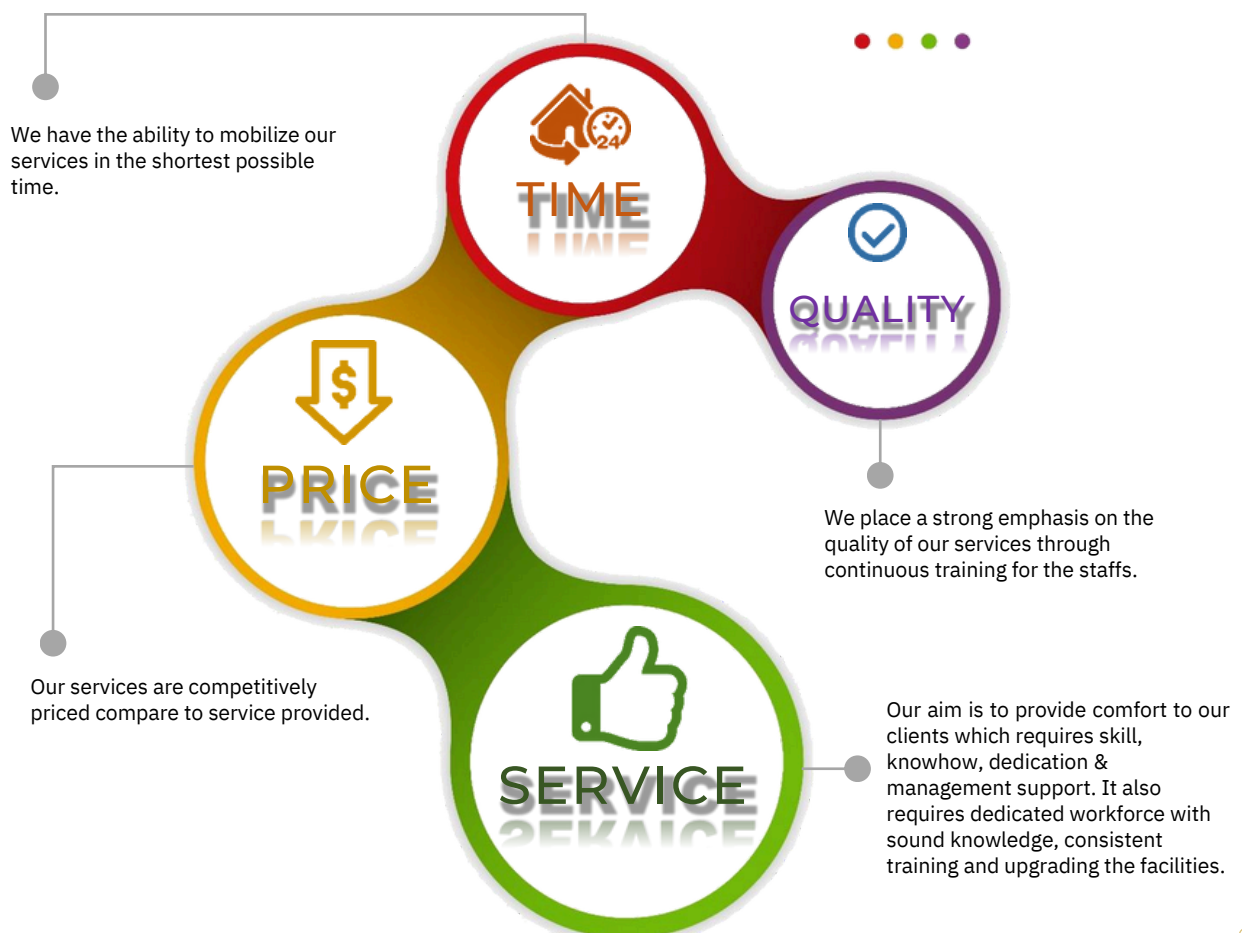 We have the ability to mobilize our
services in the shortest possible
time.
24
TIME
QUALITY
$
PRICE
We place a strong emphasis on the
quality of our services through
continuous training for the staffs.
Our services are competitively
priced compare to service provided.
SERVICE
Our aim is to provide comfort to our
clients which requires skill,
knowhow, dedication &
management support. It also
requires dedicated workforce with
sound knowledge, consistent
training and upgrading the facilities.